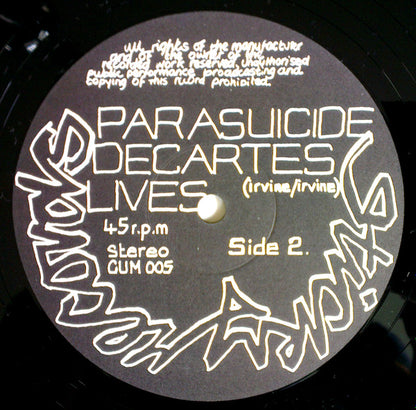 all rights of the manufacturer
and of the owner of the
recorded work reserved, unauthorised
public performance broadcasting and
copying of this record prohibited.
PARASUICIDE
DECARTES
LIVES (irvine/irvine)
45 r.p.m
Stereo Side 2.
GUM 005
Records